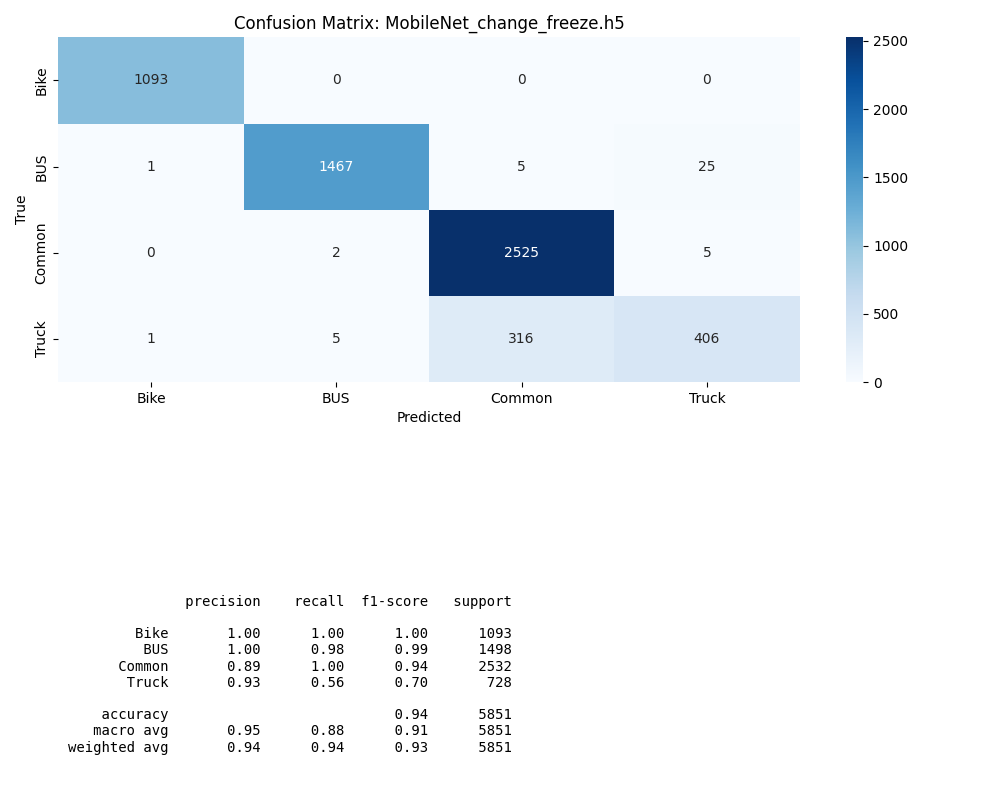 Confusion Matrix: MobileNet_change_freeze.h5
Bike 1093 0 0 0
BUS 1 1467 5 25
Common 0 2 2525 5
Truck 1 5 316 406
True
Bike BUS Common Truck
Predicted
2500
2000
1500
1000
500
0
precision recall f1-score support
Bike 1.00 1.00 1.00 1093
BUS 1.00 0.98 0.99 1498
Common 0.89 1.00 0.94 2532
Truck 0.93 0.56 0.70 728
accuracy 0.94 5851
macro avg 0.95 0.88 0.91 5851
weighted avg 0.94 0.94 0.93 5851